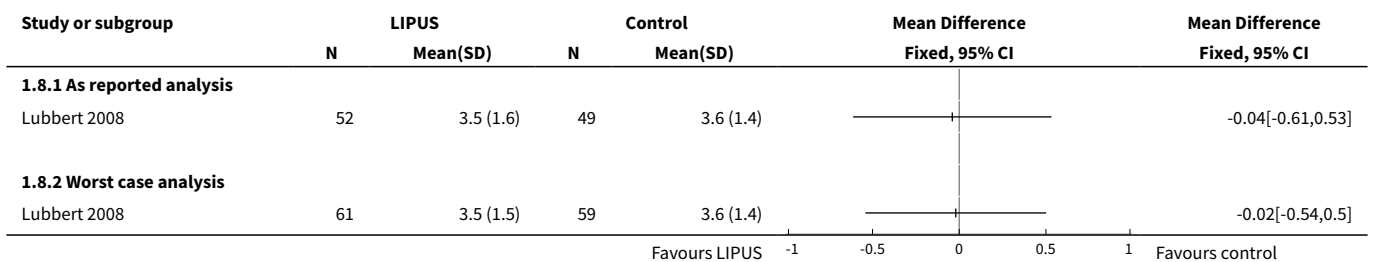 Study or subgroup LIPUS Control Mean Difference Mean Difference
N Mean(SD) N Mean(SD) Fixed, 95% CI Fixed, 95% CI
1.8.1 As reported analysis
Lubbert 2008 52 3.5 (1.6) 49 3.6 (1.4) -0.04[-0.61,0.53]
1.8.2 Worst case analysis
Lubbert 2008 61 3.5 (1.5) 59 3.6 (1.4) -0.02[-0.54,0.5]
Favours LIPUS -1 -0.5 0 0.5 1 Favours control